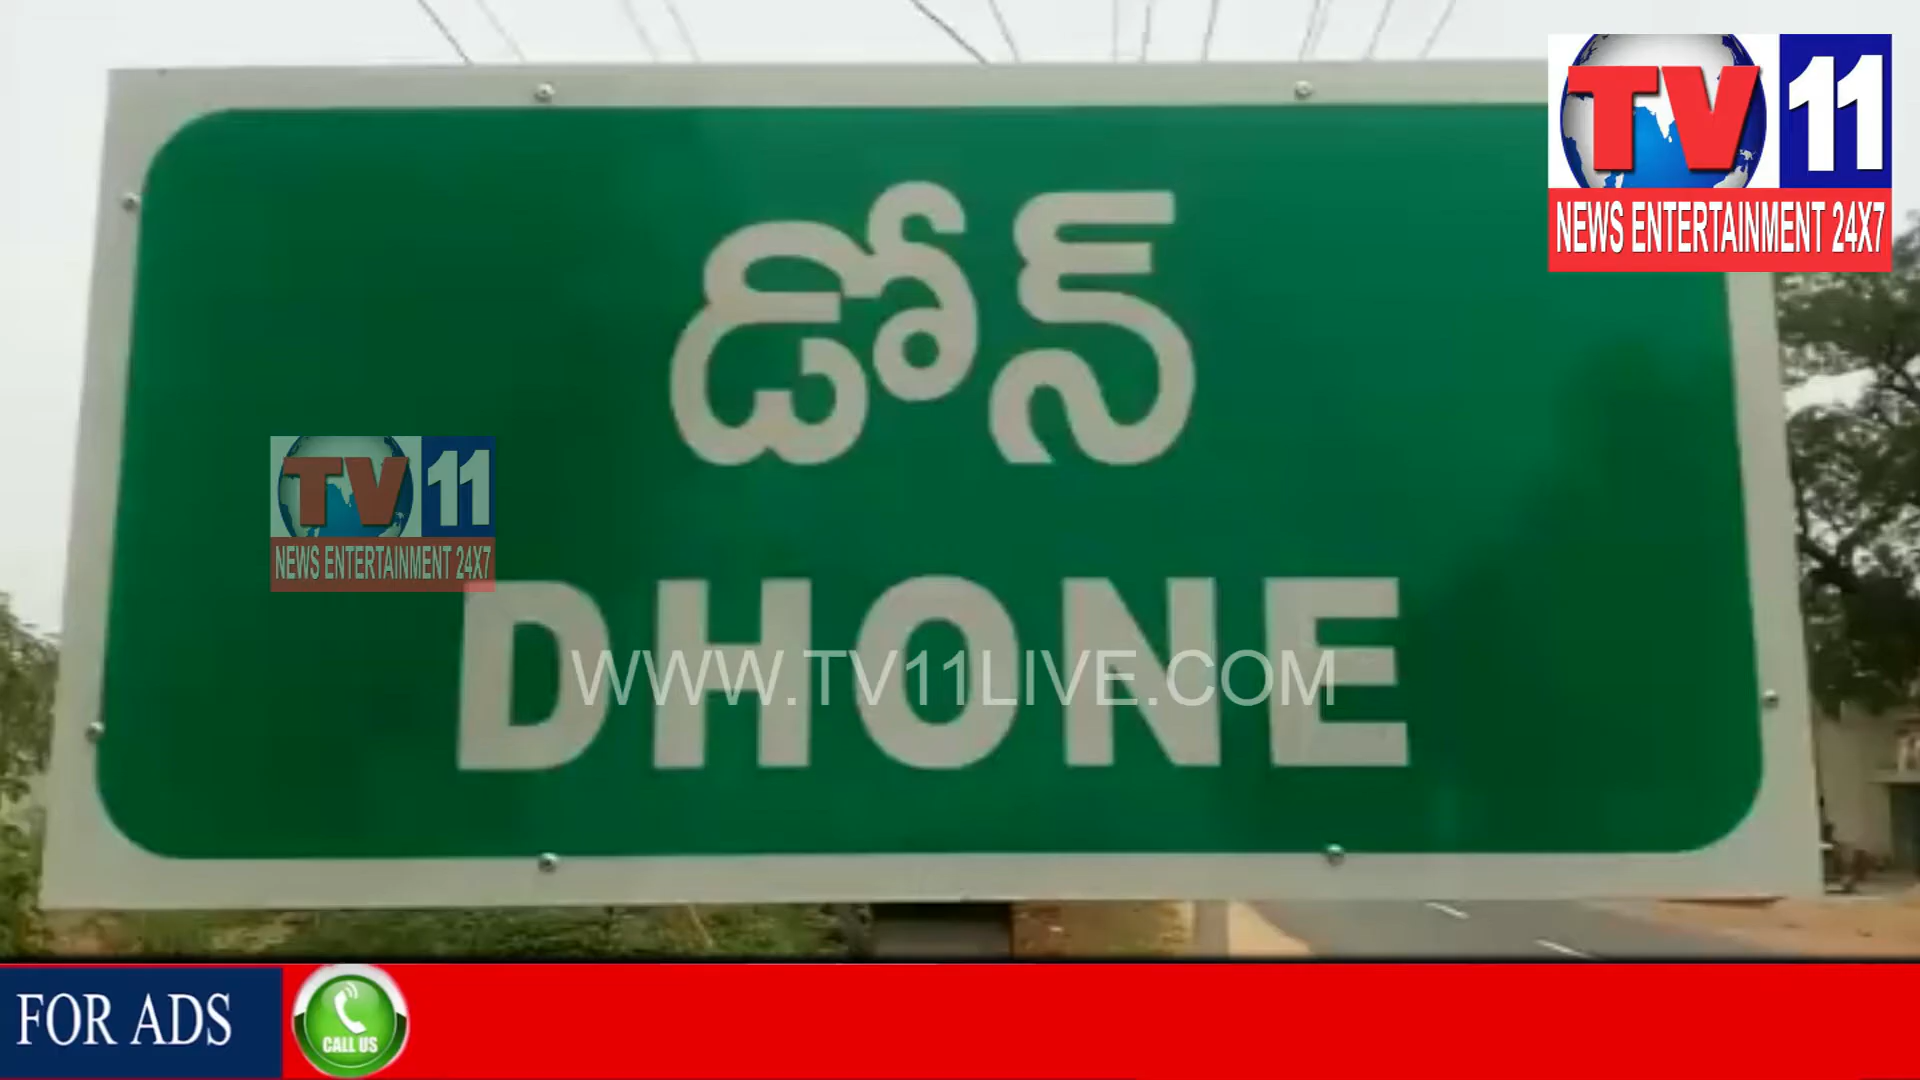 TV 11
NEWS ENTERTAINMENT 24X7
డోన్
TV 11
NEWS ENTERTAINMENT 24X7
DHONE
WWW.TV11LIVE.COM
FOR ADS
CALL US